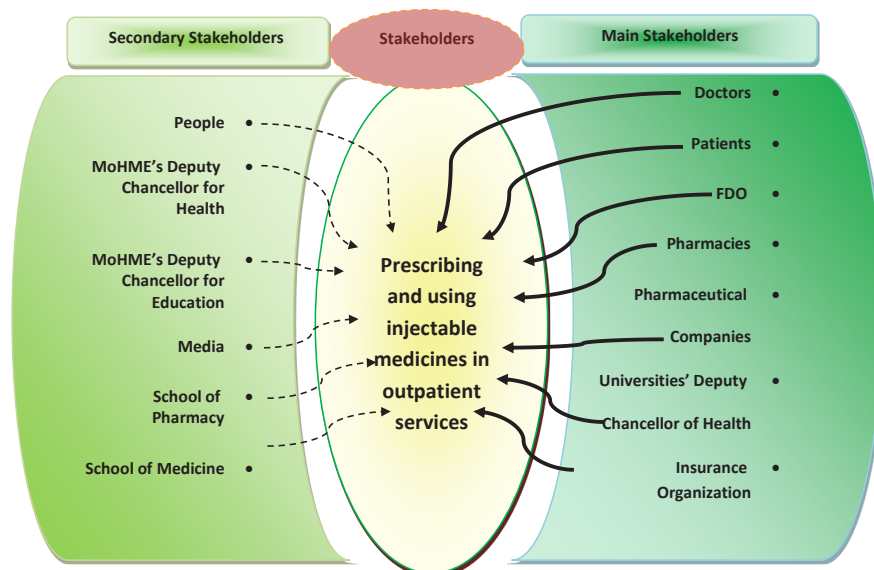 Secondary Stakeholders
Stakeholders
Main Stakeholders
People •
MoHME's Deputy •
Chancellor for
Health
MoHME's Deputy •
Chancellor for
Education
Media •
School of •
Pharmacy
School of Medicine •
Prescribing
and using
injectable
medicines in
outpatient
services
Doctors •
Patients •
FDO •
Pharmacies •
Pharmaceutical •
Companies
Universities' Deputy •
Chancellor of Health
Insurance •
Organization